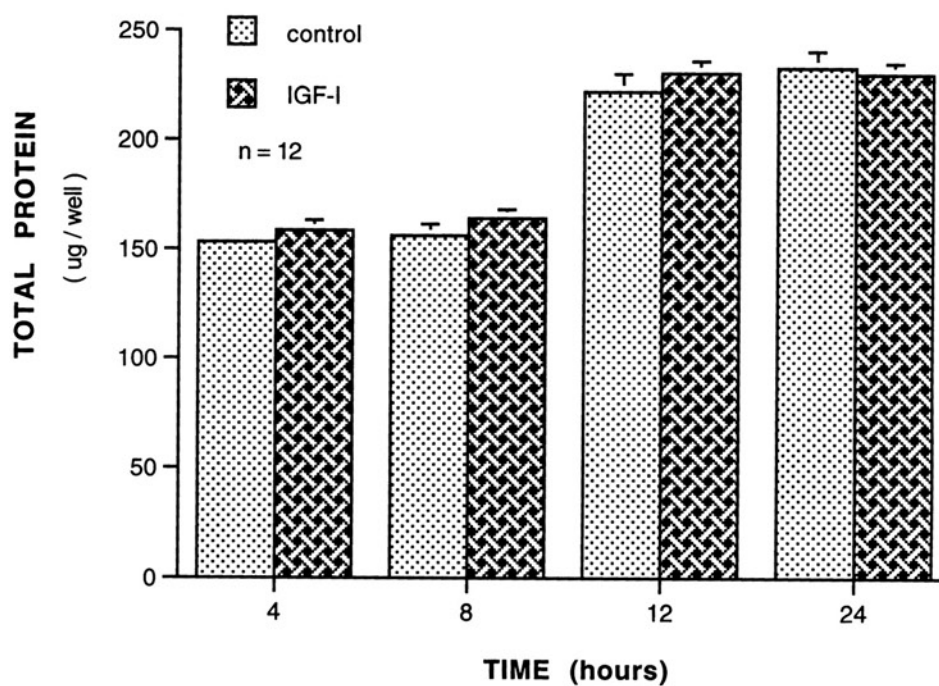 TOTAL PROTEIN
( ug / well )
250
200
150
100
50
0
control
IGF-I
n = 12
4
8
12
24
TIME (hours)